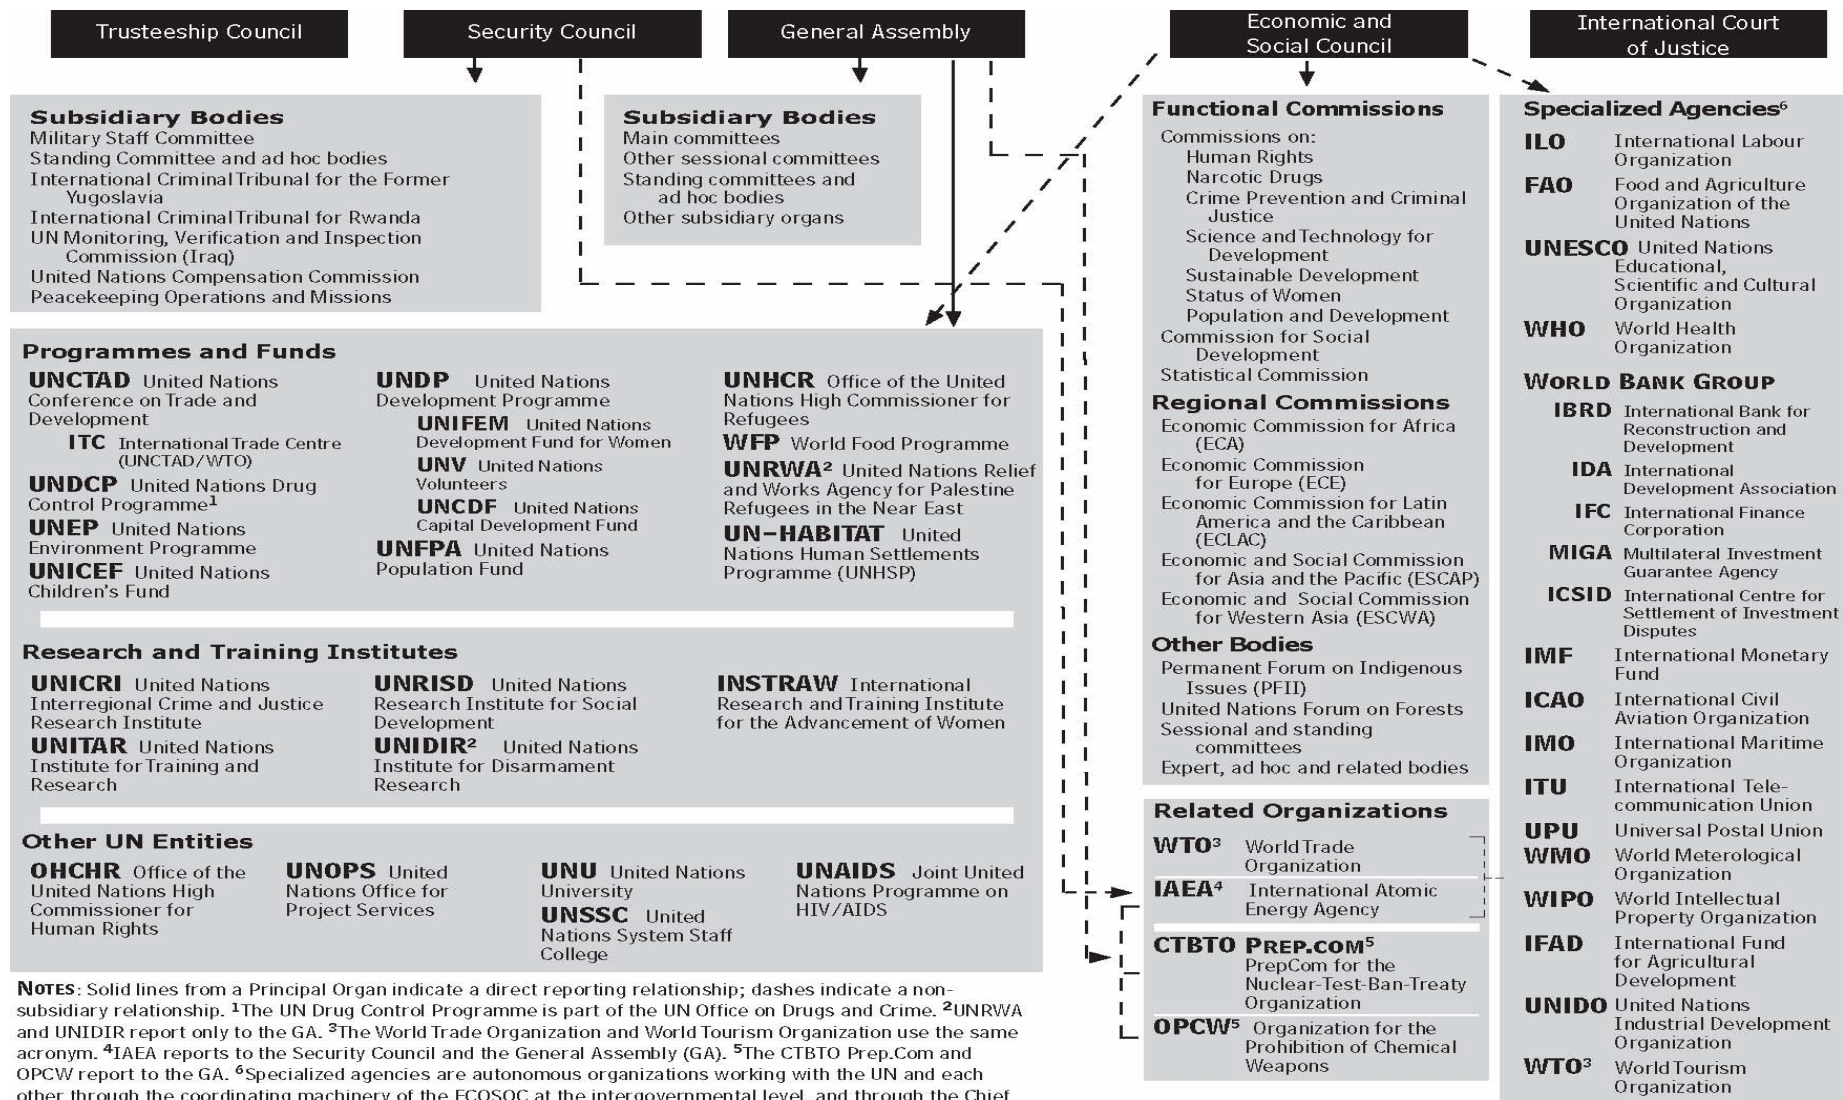 Trusteeship Council
Security Council
General Assembly
Economic and
Social Council
International Court
of Justice
Subsidiary Bodies
Military Staff Committee
Standing Committee and ad hoc bodies
International Criminal Tribunal for the Former
Yugoslavia
International Criminal Tribunal for Rwanda
UN Monitoring, Verification and Inspection
Commission (Iraq)
United Nations Compensation Commission
Peacekeeping Operations and Missions
Subsidiary Bodies
Main committees
Other sessional committees
Standing committees and
ad hoc bodies
Other subsidiary organs
Programmes and Funds
UNCTAD United Nations
Conference on Trade and
Development
ITC International Trade Centre
(UNCTAD/WTO)
UNDCP United Nations Drug
Control Programme¹
UNEP United Nations
Environment Programme
UNICEF United Nations
Children's Fund
UNDP United Nations
Development Programme
UNIFEM United Nations
Development Fund for Women
UNV United Nations
Volunteers
UNCDF United Nations
Capital Development Fund
UNFPA United Nations
Population Fund
UNHCR Office of the United
Nations High Commissioner for
Refugees
WFP World Food Programme
UNRWA² United Nations Relief
and Works Agency for Palestine
Refugees in the Near East
UN-HABITAT United
Nations Human Settlements
Programme (UNHSP)
Research and Training Institutes
UNICRI United Nations
Interregional Crime and Justice
Research Institute
UNITAR United Nations
Institute for Training and
Research
UNRISD United Nations
Research Institute for Social
Development
UNIDIR² United Nations
Institute for Disarmament
Research
INSTRAW International
Research and Training Institute
for the Advancement of Women
Other UN Entities
OHCHR Office of the
United Nations High
Commissioner for
Human Rights
UNOPS United
Nations Office for
Project Services
UNU United Nations
University
UNSSC United
Nations System Staff
College
UNAIDS Joint United
Nations Programme on
HIV/AIDS
Functional Commissions
Commissions on:
Human Rights
Narcotic Drugs
Crime Prevention and Criminal
Justice
Science and Technology for
Development
Sustainable Development
Status of Women
Population and Development
Commission for Social
Development
Statistical Commission
Regional Commissions
Economic Commission for Africa
(ECA)
Economic Commission
for Europe (ECE)
Economic Commission for Latin
America and the Caribbean
(ECLAC)
Economic and Social Commission
for Asia and the Pacific (ESCAP)
Economic and Social Commission
for Western Asia (ESCWA)
Other Bodies
Permanent Forum on Indigenous
Issues (PFII)
United Nations Forum on Forests
Sessional and standing
committees
Expert, ad hoc and related bodies
Related Organizations
WTO³ World Trade
Organization
IAEA⁴ International Atomic
Energy Agency
CTBTO PREP.COM⁵
PrepCom for the
Nuclear-Test-Ban-Treaty
Organization
OPCW⁵ Organization for the
Prohibition of Chemical
Weapons
Specialized Agencies⁶
ILO International Labour
Organization
FAO Food and Agriculture
Organization of the
United Nations
UNESCO United Nations
Educational,
Scientific and Cultural
Organization
WHO World Health
Organization
WORLD BANK GROUP
IBRD International Bank for
Reconstruction and
Development
IDA International
Development Association
IFC International Finance
Corporation
MIGA Multilateral Investment
Guarantee Agency
ICSID International Centre for
Settlement of Investment
Disputes
IMF International Monetary
Fund
ICAO International Civil
Aviation Organization
IMO International Maritime
Organization
ITU International Tele-
communication Union
UPU Universal Postal Union
WMO World Meterological
Organization
WIPO World Intellectual
Property Organization
IFAD International Fund
for Agricultural
Development
UNIDO United Nations
Industrial Development
Organization
WTO³ World Tourism
Organization
NOTES: Solid lines from a Principal Organ indicate a direct reporting relationship; dashes indicate a non-
subsidiary relationship. ¹The UN Drug Control Programme is part of the UN Office on Drugs and Crime. ²UNRWA
and UNIDIR report only to the GA. ³The World Trade Organization and World Tourism Organization use the same
acronym. ⁴IAEA reports to the Security Council and the General Assembly (GA). ⁵The CTBTO Prep.Com and
OPCW report to the GA. ⁶Specialized agencies are autonomous organizations working with the UN and each
other through the coordinating machinery of the ECOSOC at the intergovernmental level, and through the Chief